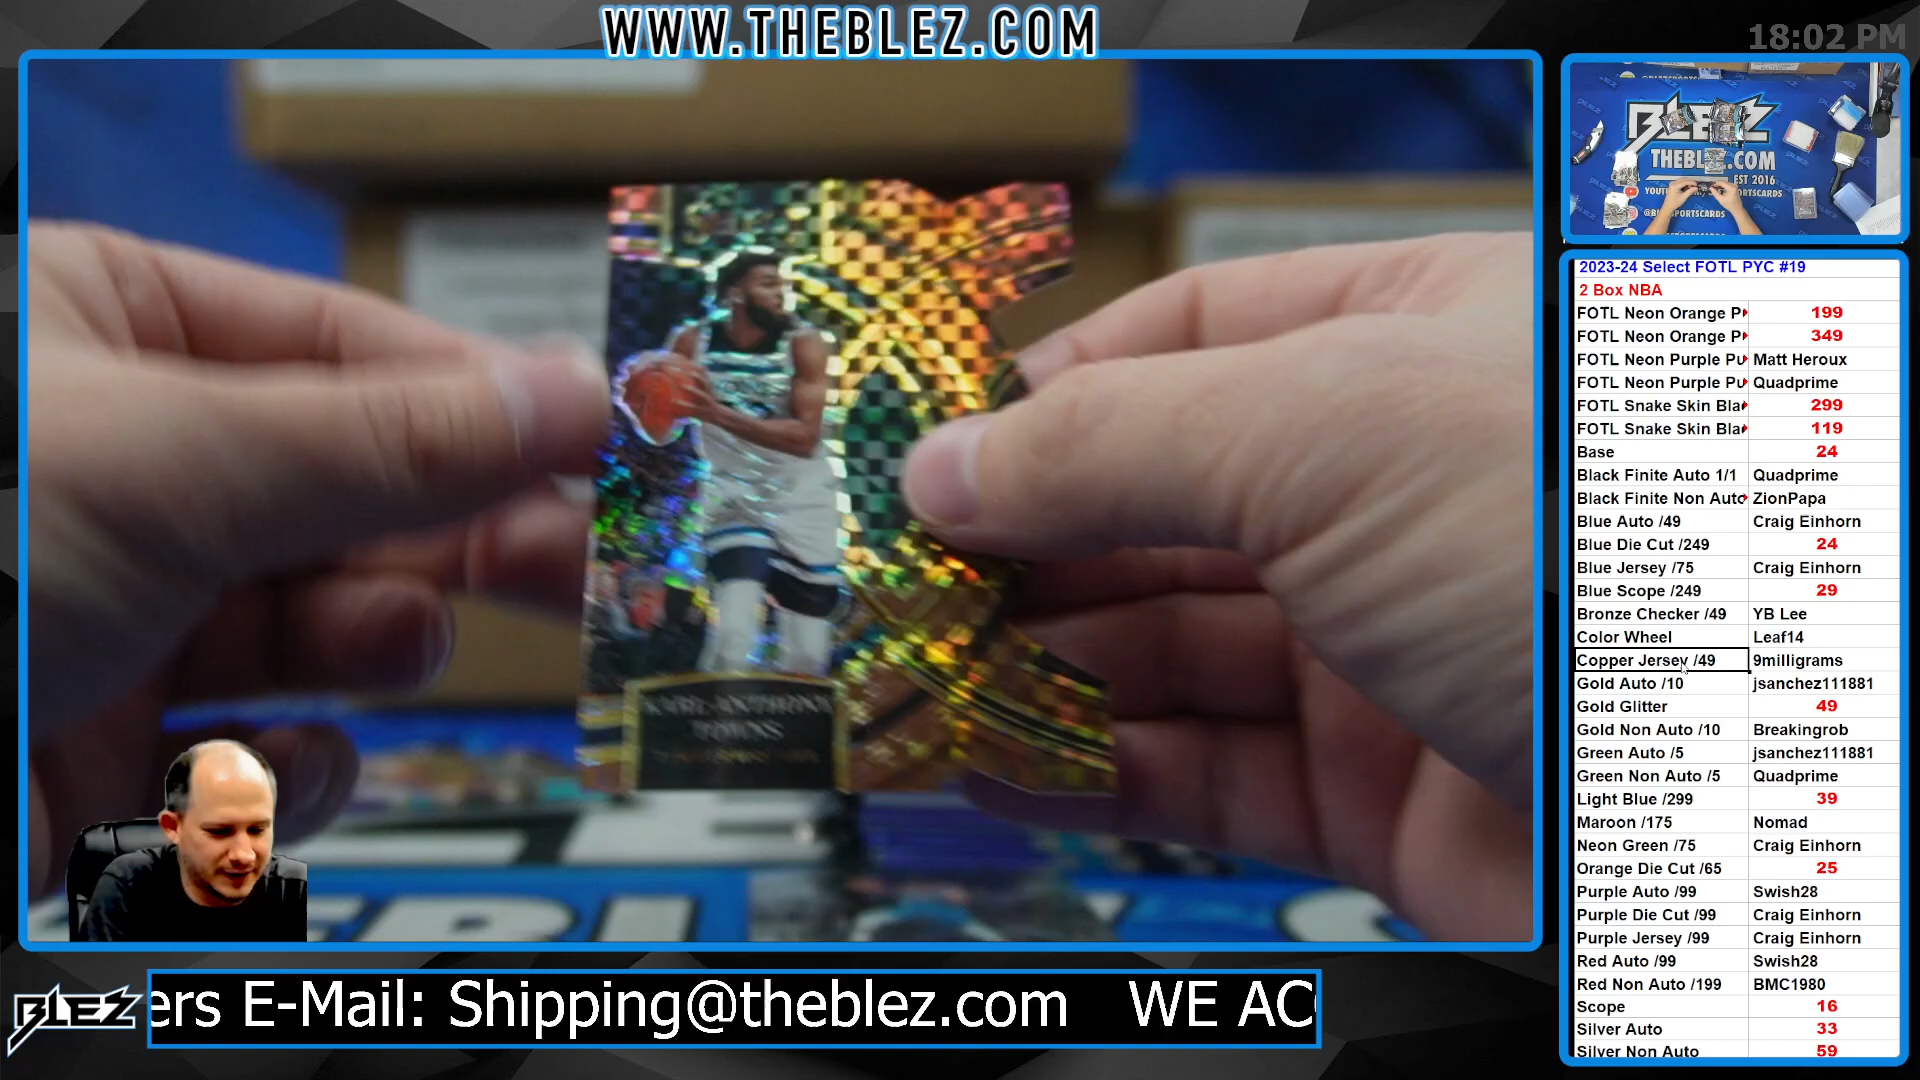 WWW.THEBLEZ.COM
18:02 PM
BLEZ
THEBLEZ.COM
EST 2016
2023-24 Select FOTL PYC #19
2 Box NBA
FOTL Neon Orange P 199
FOTL Neon Orange P 349
FOTL Neon Purple Pu Matt Heroux
FOTL Neon Purple Pu Quadprime
FOTL Snake Skin Bla 299
FOTL Snake Skin Bla 119
Base 24
Black Finite Auto 1/1 Quadprime
Black Finite Non Auto ZionPapa
Blue Auto /49 Craig Einhorn
Blue Die Cut /249 24
Blue Jersey /75 Craig Einhorn
Blue Scope /249 29
Bronze Checker /49 YB Lee
Color Wheel Leaf14
Copper Jersey /49 9milligrams
Gold Auto /10 jsanchez111881
Gold Glitter 49
Gold Non Auto /10 Breakingrob
Green Auto /5 jsanchez111881
Green Non Auto /5 Quadprime
Light Blue /299 39
Maroon /175 Nomad
Neon Green /75 Craig Einhorn
Orange Die Cut /65 25
Purple Auto /99 Swish28
Purple Die Cut /99 Craig Einhorn
Purple Jersey /99 Craig Einhorn
Red Auto /99 Swish28
Red Non Auto /199 BMC1980
Scope 16
Silver Auto 33
Silver Non Auto 59
KARL-ANTHONY
TOWNS
BLEZ
ers E-Mail: Shipping@theblez.com WE AC